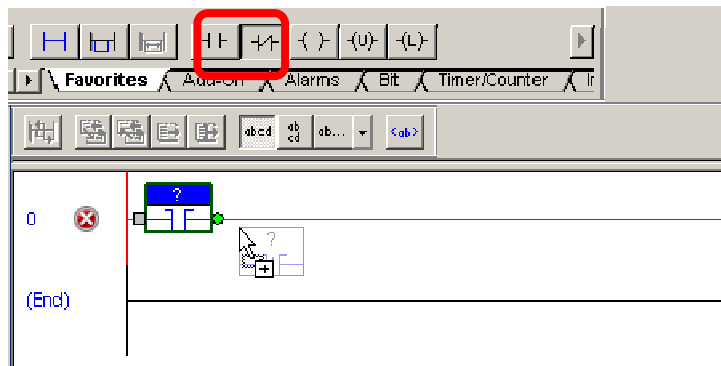 (U) (L)
Favorites Add-On Alarms Bit Timer/Counter
abcd ab cd ab... <ab>
?
0
?
(End)